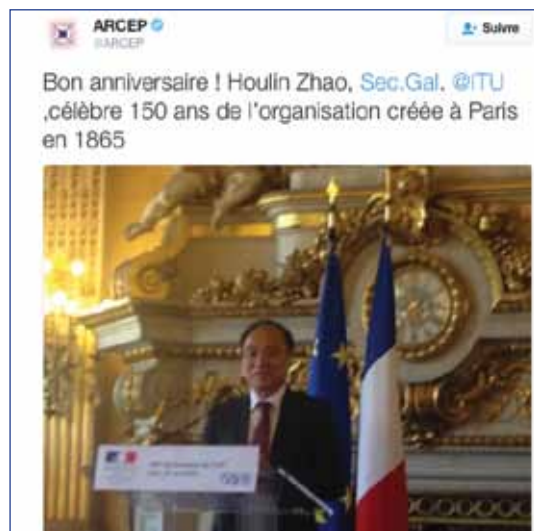 ARCEP
@ARCEP
Suivre
Bon anniversaire ! Houlin Zhao, Sec.Gal. @ITU
,célèbre 150 ans de l'organisation créée à Paris
en 1865